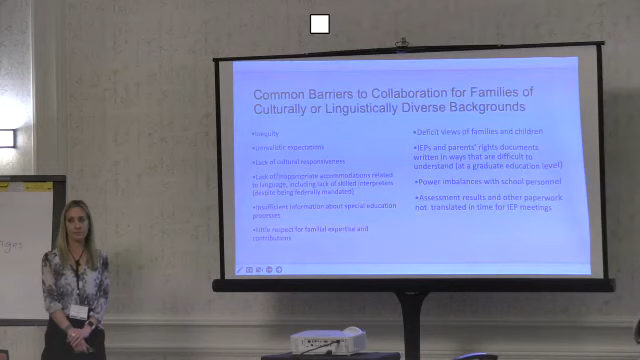 Common Barriers to Collaboration for Families of
Culturally or Linguistically Diverse Backgrounds
•Inequity
•Unrealistic expectations
•Lack of cultural responsiveness
•Lack of/inappropriate accommodations related
to language, including lack of skilled interpreters
(despite being federally mandated)
•Insufficient information about special education
processes
•Little respect for familial expertise and
contributions
•Deficit views of families and children
•IEPs and parents' rights documents
written in ways that are difficult to
understand (at a graduate education level)
•Power imbalances with school personnel
•Assessment results and other paperwork
not translated in time for IEP meetings